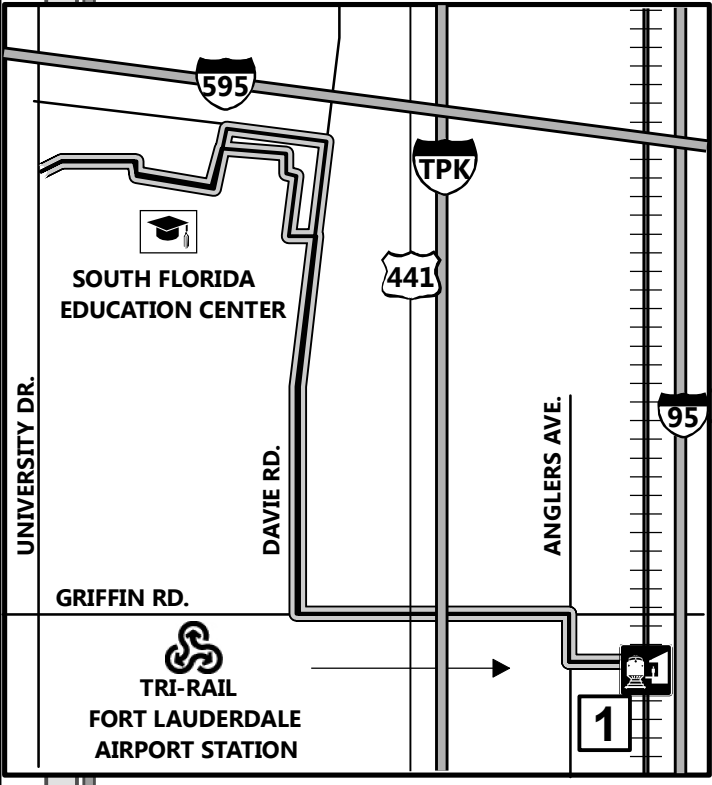 595
TPK
SOUTH FLORIDA
EDUCATION CENTER
441
UNIVERSITY DR.
DAVIE RD.
ANGLERS AVE.
95
GRIFFIN RD.
TRI-RAIL
FORT LAUDERDALE
AIRPORT STATION
1